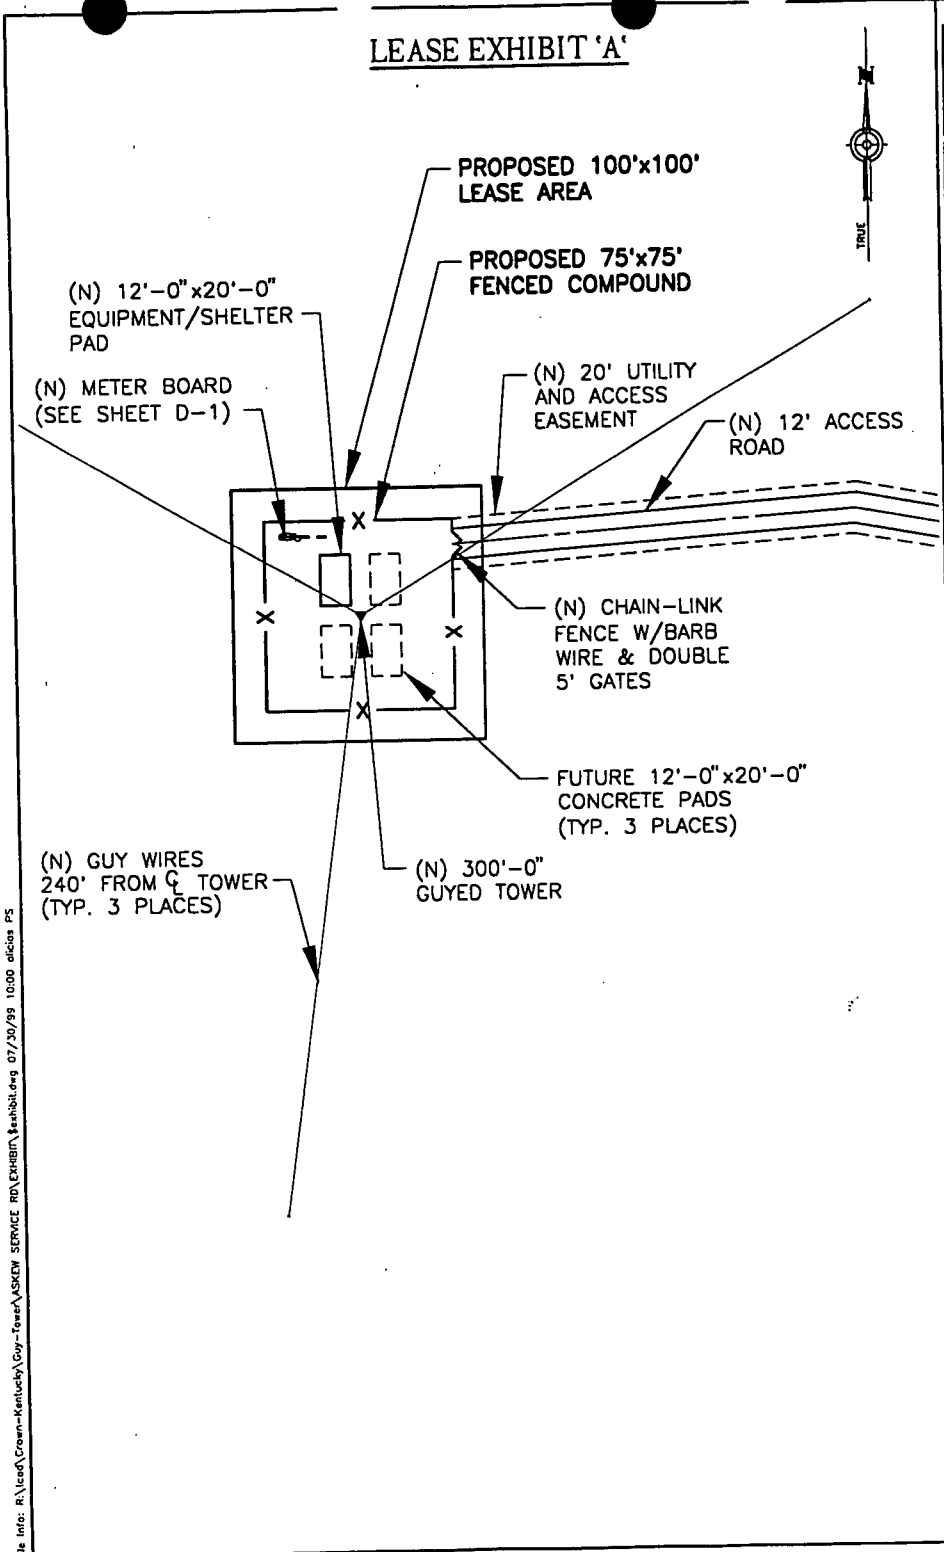 LEASE EXHIBIT 'A'
N
TRUE
PROPOSED 100'x100'
LEASE AREA
PROPOSED 75'x75'
FENCED COMPOUND
(N) 12'-0"x20'-0"
EQUIPMENT/SHELTER
PAD
(N) METER BOARD
(SEE SHEET D-1)
(N) 20' UTILITY
AND ACCESS
EASEMENT
(N) 12' ACCESS
ROAD
X
X
X
X
(N) CHAIN-LINK
FENCE W/BARB
WIRE & DOUBLE
5' GATES
FUTURE 12'-0"x20'-0"
CONCRETE PADS
(TYP. 3 PLACES)
(N) GUY WIRES
240' FROM ℄ TOWER
(TYP. 3 PLACES)
(N) 300'-0"
GUYED TOWER
le Info: R:\lcad\Crown-Kentucky\Guy-Tower\ASKEW SERVICE RD\EXHIBIT\$exhibit.dwg 07/30/99 10:00 alicias PS